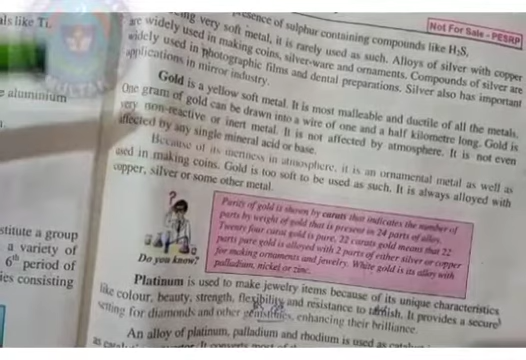 als like Ti.
e aluminium
stitute a group
a variety of
6th period of
ies consisting
Not For Sale - PESRP
sence of sulphur containing compounds like H₂S.
ing very soft metal, it is rarely used as such. Alloys of silver with copper
are widely used in making coins, silver-ware and ornaments. Compounds of silver are
widely used in photographic films and dental preparations. Silver also has important
applications in mirror industry.
Gold is a yellow soft metal. It is most malleable and ductile of all the metals.
One gram of gold can be drawn into a wire of one and a half kilometre long. Gold is
very non-reactive or inert metal. It is not affected by atmosphere. It is not even
affected by any single mineral acid or base.
Because of its inertness in atmosphere, it is an ornamental metal as well as
used in making coins. Gold is too soft to be used as such. It is always alloyed with
copper, silver or some other metal.
Do you know?
Purity of gold is shown by carats that indicates the number of
parts by weight of gold that is present in 24 parts of alloy.
Twenty four carat gold is pure. 22 carats gold means that 22
parts pure gold is alloyed with 2 parts of either silver or copper
for making ornaments and jewelry. White gold is its alloy with
palladium, nickel or zinc.
Platinum is used to make jewelry items because of its unique characteristics
like colour, beauty, strength, flexibility and resistance to tarnish. It provides a secure
setting for diamonds and other gemstones, enhancing their brilliance.
An alloy of platinum, palladium and rhodium is used as
It converts most of